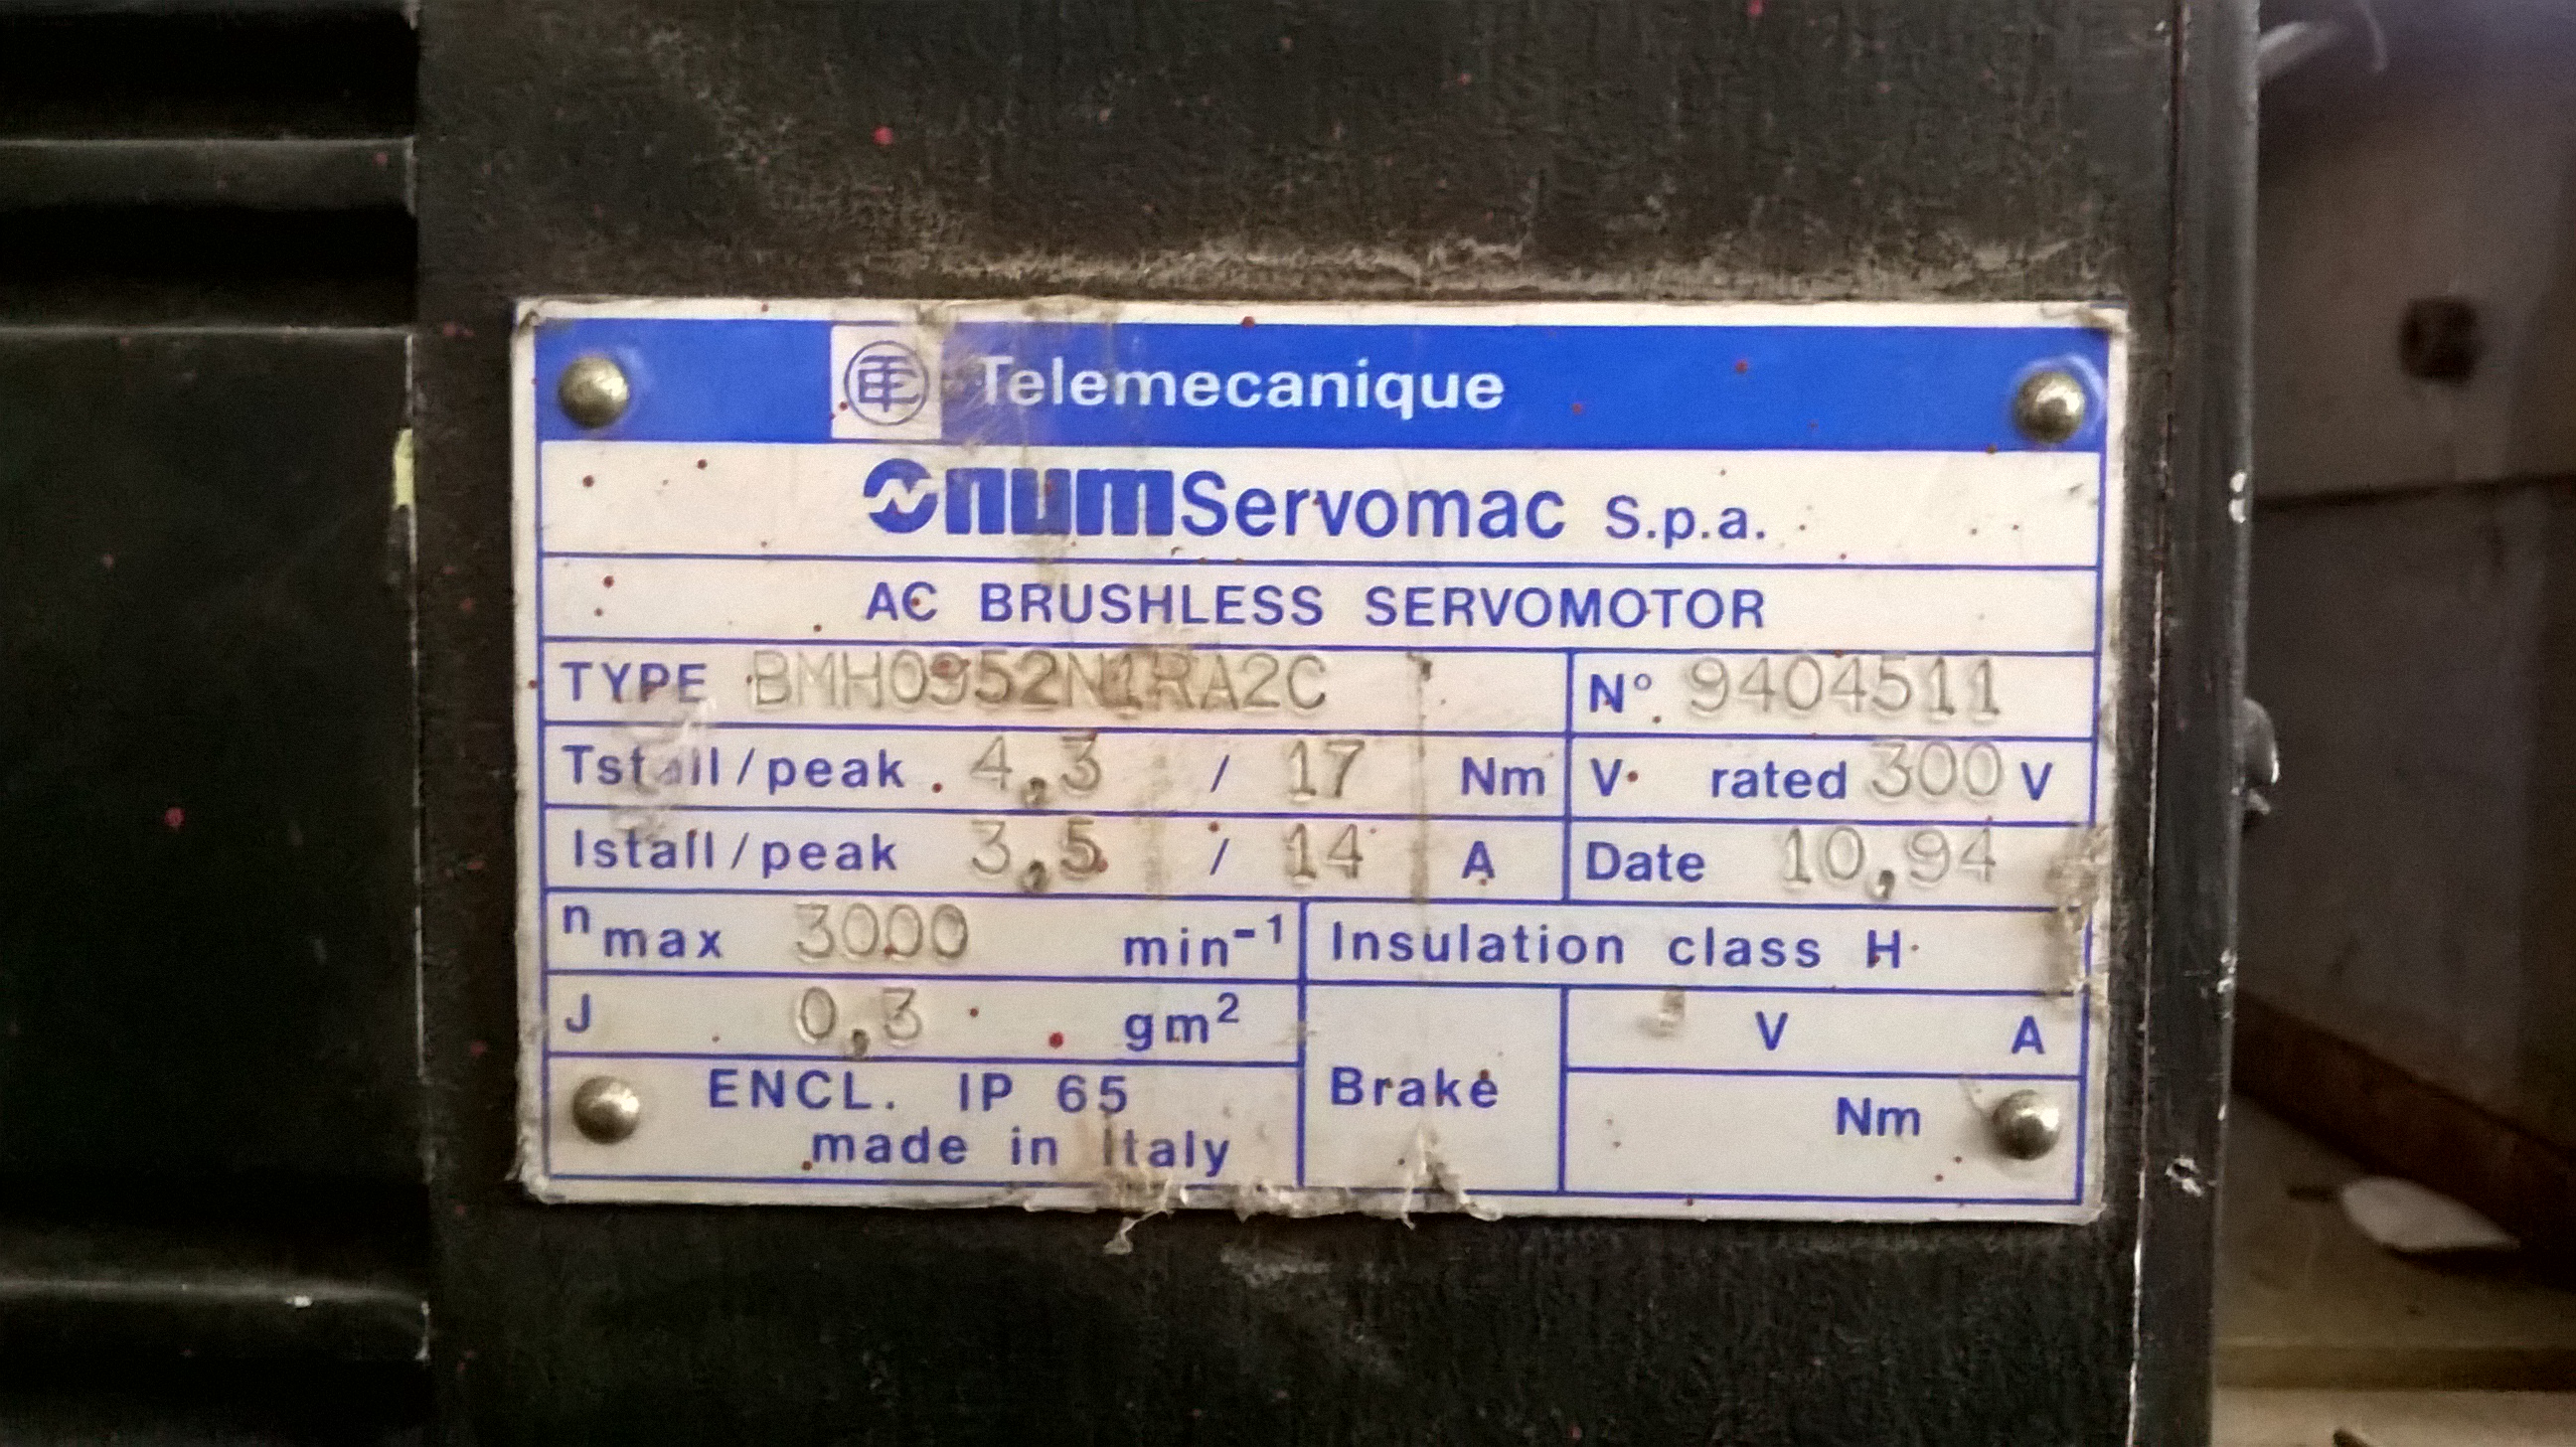 TE Telemecanique
num Servomac s.p.a.
AC BRUSHLESS SERVOMOTOR
TYPE BMH0952N1RA2C N° 9404511
Tstall/peak 4,3 / 17 Nm V rated 300 V
Istall/peak 3,5 / 14 A Date 10,94
n max 3000 min⁻¹ Insulation class H
J 0,3 gm² Brake V A
ENCL. IP 65 Nm
made in Italy